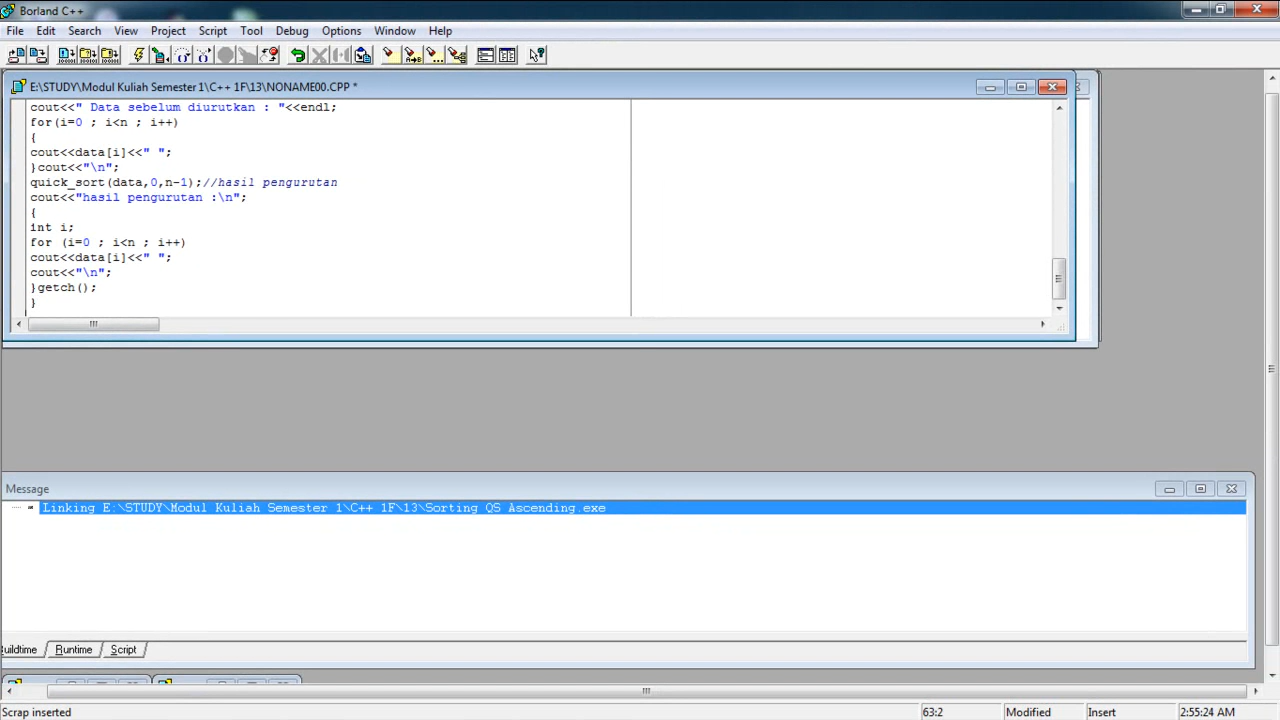 Borland C++
File Edit Search View Project Script Tool Debug Options Window Help
E:\STUDY\Modul Kuliah Semester 1\C++ 1F\13\NONAME00.CPP *
cout<<" Data sebelum diurutkan : "<<endl;
for(i=0 ; i<n ; i++)
{
cout<<data[i]<<" ";
}cout<<"\n";
quick_sort(data,0,n-1);//hasil pengurutan
cout<<"hasil pengurutan :\n";
{
int i;
for (i=0 ; i<n ; i++)
cout<<data[i]<<" ";
cout<<"\n";
}getch();
}
Message
Linking E:\STUDY\Modul Kuliah Semester 1\C++ 1F\13\Sorting QS Ascending.exe
uildtime Runtime Script
Scrap inserted 63:2 Modified Insert 2:55:24 AM